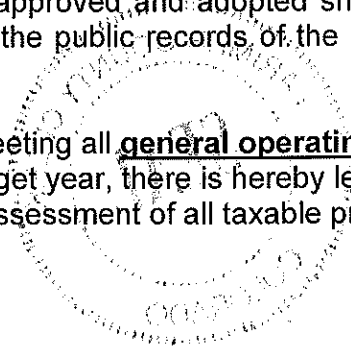 approved and adopted
the public records of the
eeting all general operatin
get year, there is hereby le
ssessment of all taxable pr